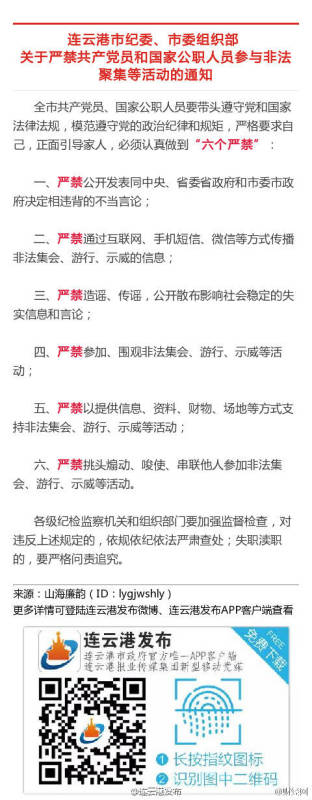 连云港市纪委、市委组织部
关于严禁共产党员和国家公职人员参与非法
聚集等活动的通知
全市共产党员、国家公职人员要带头遵守党和国家
法律法规，模范遵守党的政治纪律和规矩，严格要求自
己，正面引导家人，必须认真做到“六个严禁”：
一、严禁公开发表同中央、省委省政府和市委市政
府决定相违背的不当言论；
二、严禁通过互联网、手机短信、微信等方式传播
非法集会、游行、示威的信息；
三、严禁造谣、传谣，公开散布影响社会稳定的失
实信息和言论；
四、严禁参加、围观非法集会、游行、示威等活
动；
五、严禁以提供信息、资料、财物、场地等方式支
持非法集会、游行、示威等活动；
六、严禁挑头煽动、唆使、串联他人参加非法集
会、游行、示威等活动。
各级纪检监察机关和组织部门要加强监督检查，对
违反上述规定的，依规依纪依法严肃查处；失职渎职
的，要严格问责追究。
来源：山海廉韵（ID：lygjwshly）
更多详情可登陆连云港发布微博、连云港发布APP客户端查看
连云港发布
连云港市政府官方唯一APP客户端
连云港报业传媒集团新型移动党媒
FREE
免费下载
1 长按指纹图标
2 识别图中二维码
@连云港发布